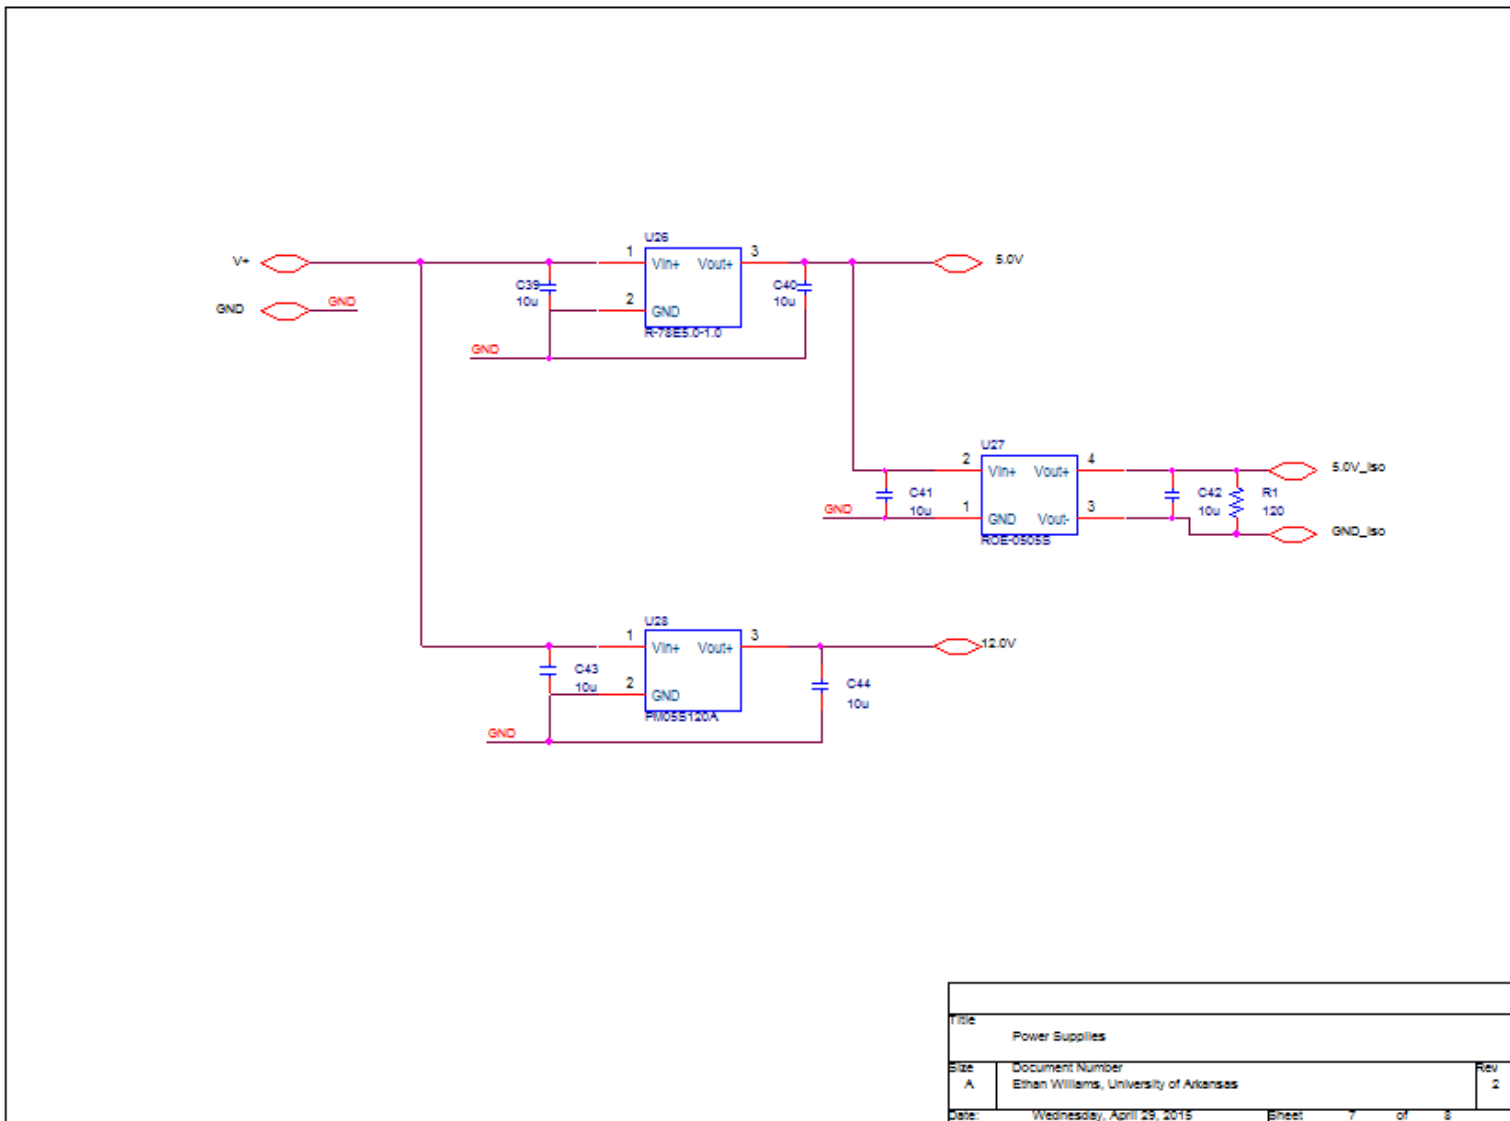 U26
V+
1
Vin+
Vout+
3
5.0V
C39
10u
C40
10u
GND
GND
2
GND
R-78E5.0-1.0
GND
U27
2
Vin+
Vout+
4
5.0V_Iso
C41
10u
C42
10u
R1
120
GND
1
GND
Vout-
3
GND_Iso
ROE-0505S
U28
1
Vin+
Vout+
3
12.0V
C43
10u
2
GND
C44
10u
PM05S120A
GND
Title
Power Supplies
Size
A
Document Number
Ethan Williams, University of Arkansas
Rev
2
Date: Wednesday, April 29, 2015 Sheet 7 of 8